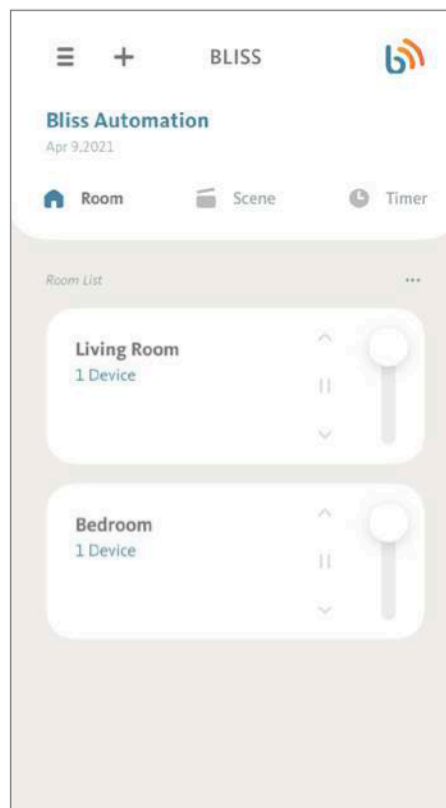 BLISS
Bliss Automation
Apr 9,2021
Room Scene Timer
Room List
Living Room
1 Device
Bedroom
1 Device